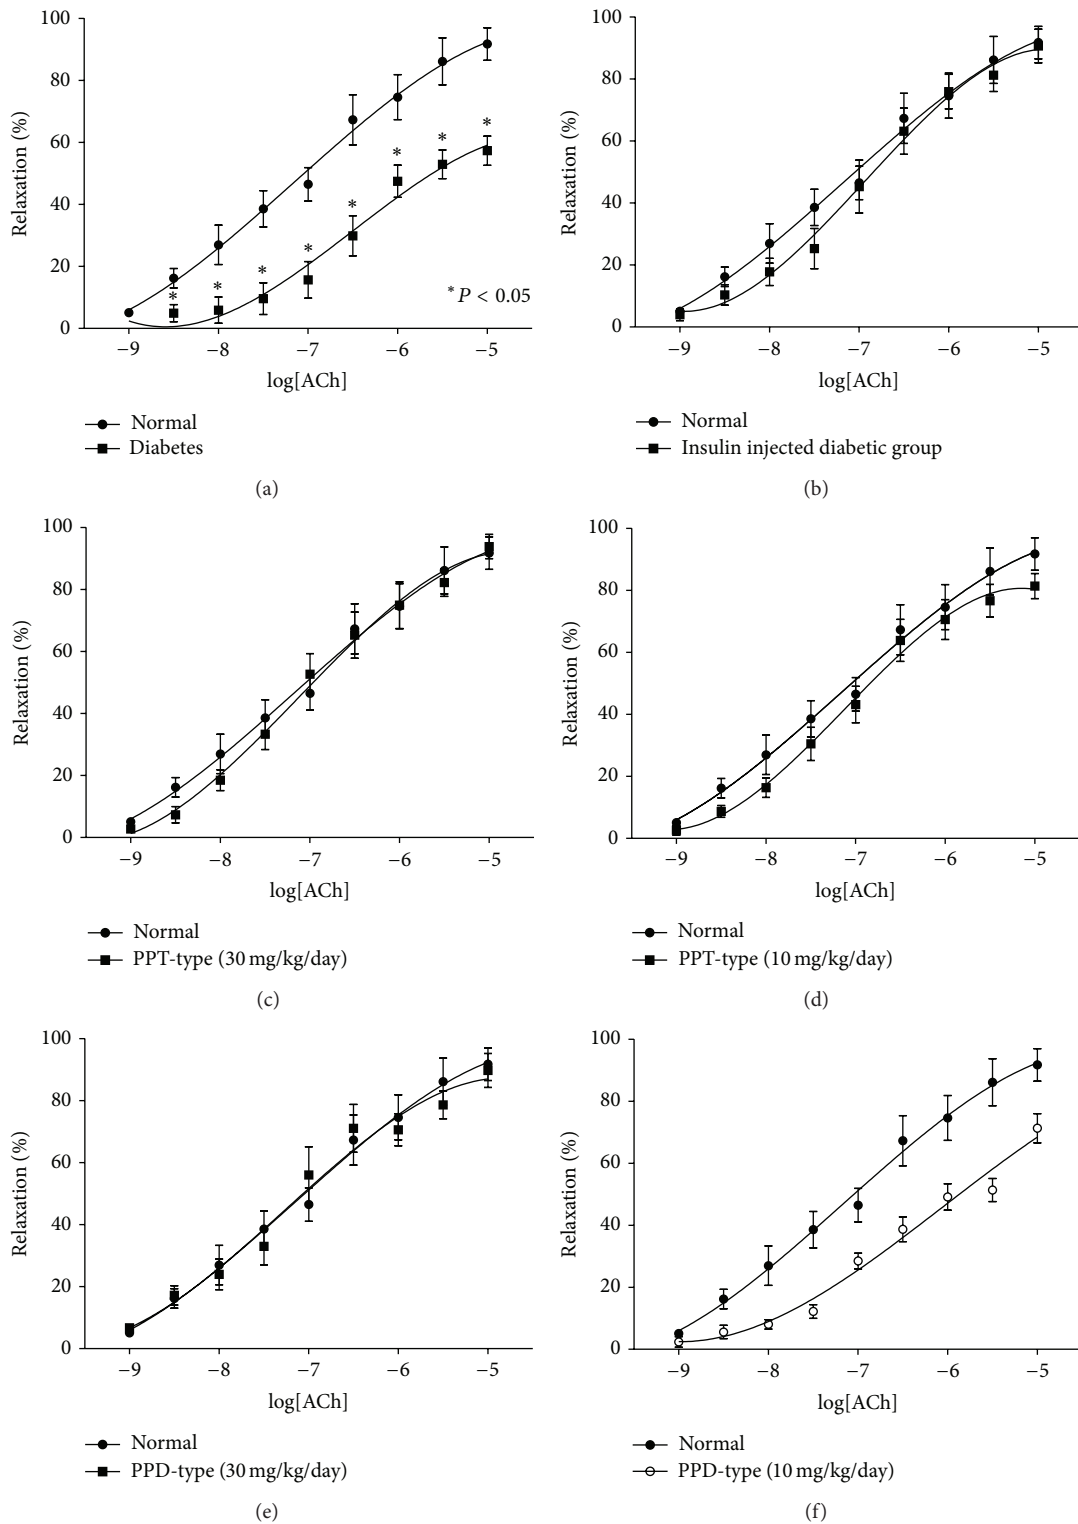 100
80
60
40
20
0
Relaxation (%)
* * * * * * * *
*P < 0.05
−9 −8 −7 −6 −5
log[ACh]
Normal
Diabetes
(a)
100
80
60
40
20
0
Relaxation (%)
−9 −8 −7 −6 −5
log[ACh]
Normal
Insulin injected diabetic group
(b)
100
80
60
40
20
0
Relaxation (%)
−9 −8 −7 −6 −5
log[ACh]
Normal
PPT-type (30 mg/kg/day)
(c)
100
80
60
40
20
0
Relaxation (%)
−9 −8 −7 −6 −5
log[ACh]
Normal
PPT-type (10 mg/kg/day)
(d)
100
80
60
40
20
0
Relaxation (%)
−9 −8 −7 −6 −5
log[ACh]
Normal
PPD-type (30 mg/kg/day)
(e)
100
80
60
40
20
0
Relaxation (%)
−9 −8 −7 −6 −5
log[ACh]
Normal
PPD-type (10 mg/kg/day)
(f)